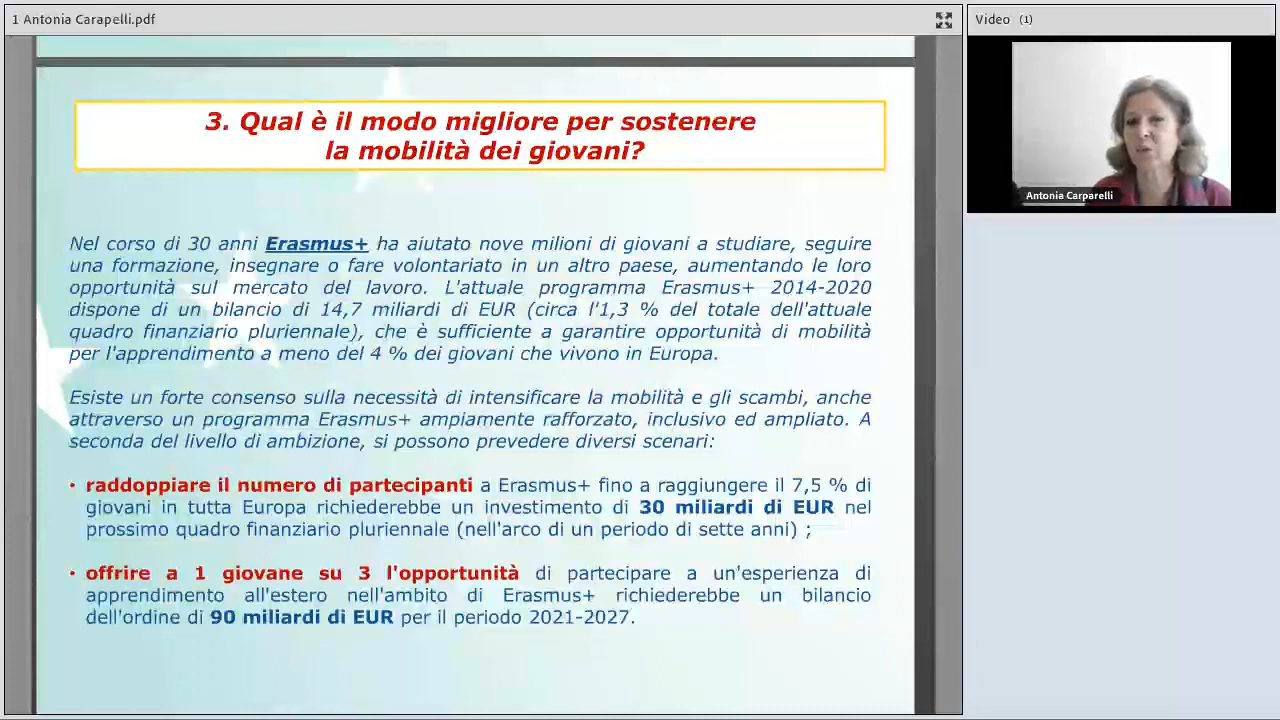 1 Antonia Carapelli.pdf
Video (1)
Antonia Carparelli
3. Qual è il modo migliore per sostenere
la mobilità dei giovani?
Nel corso di 30 anni Erasmus+ ha aiutato nove milioni di giovani a studiare, seguire
una formazione, insegnare o fare volontariato in un altro paese, aumentando le loro
opportunità sul mercato del lavoro. L'attuale programma Erasmus+ 2014-2020
dispone di un bilancio di 14,7 miliardi di EUR (circa l'1,3 % del totale dell'attuale
quadro finanziario pluriennale), che è sufficiente a garantire opportunità di mobilità
per l'apprendimento a meno del 4 % dei giovani che vivono in Europa.
Esiste un forte consenso sulla necessità di intensificare la mobilità e gli scambi, anche
attraverso un programma Erasmus+ ampiamente rafforzato, inclusivo ed ampliato. A
seconda del livello di ambizione, si possono prevedere diversi scenari:
• raddoppiare il numero di partecipanti a Erasmus+ fino a raggiungere il 7,5 % di
giovani in tutta Europa richiederebbe un investimento di 30 miliardi di EUR nel
prossimo quadro finanziario pluriennale (nell'arco di un periodo di sette anni) ;
• offrire a 1 giovane su 3 l'opportunità di partecipare a un'esperienza di
apprendimento all'estero nell'ambito di Erasmus+ richiederebbe un bilancio
dell'ordine di 90 miliardi di EUR per il periodo 2021-2027.